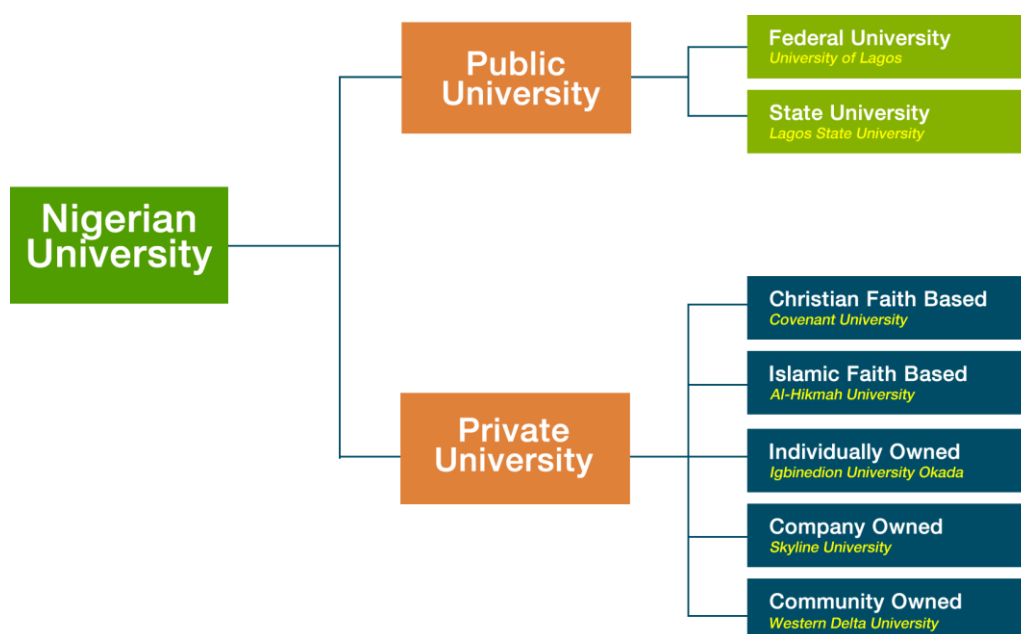 Nigerian
University
Public
University
Federal University
University of Lagos
State University
Lagos State University
Private
University
Christian Faith Based
Covenant University
Islamic Faith Based
Al-Hikmah University
Individually Owned
Igbinedion University Okada
Company Owned
Skyline University
Community Owned
Western Delta University